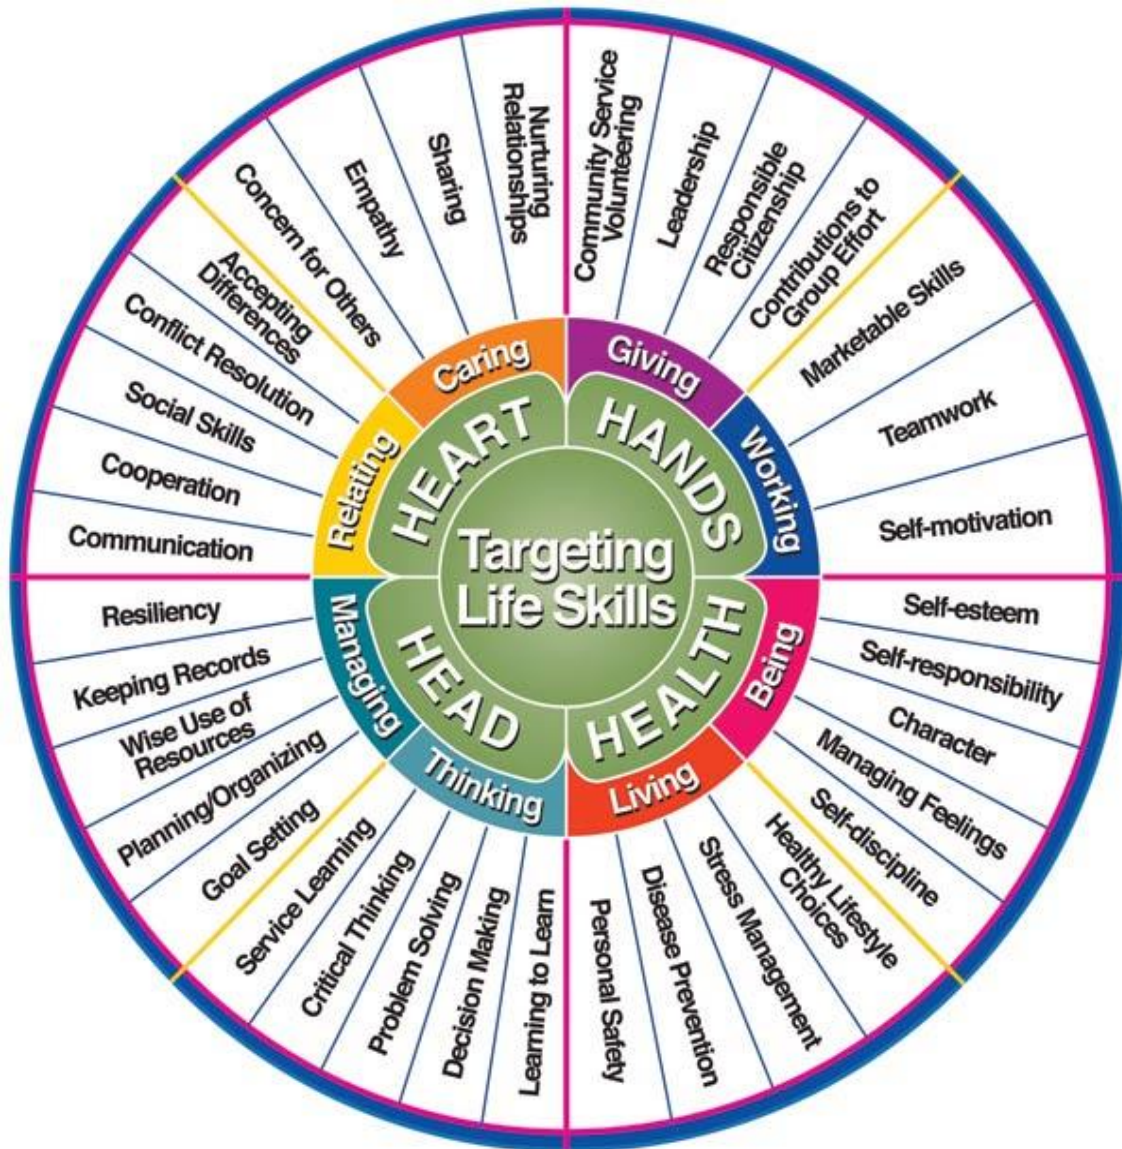 Targeting
Life Skills
HEART
HANDS
HEALTH
HEAD
Caring
Giving
Working
Being
Living
Thinking
Managing
Relating
Nurturing
Relationships
Sharing
Empathy
Concern for Others
Community Service
Volunteering
Leadership
Responsible
Citizenship
Contributions to
Group Effort
Marketable Skills
Teamwork
Self-motivation
Self-esteem
Self-responsibility
Character
Managing Feelings
Self-discipline
Healthy Lifestyle
Choices
Stress Management
Disease Prevention
Personal Safety
Learning to Learn
Decision Making
Problem Solving
Critical Thinking
Service Learning
Goal Setting
Planning/Organizing
Wise Use of
Resources
Keeping Records
Resiliency
Communication
Cooperation
Social Skills
Conflict Resolution
Accepting
Differences